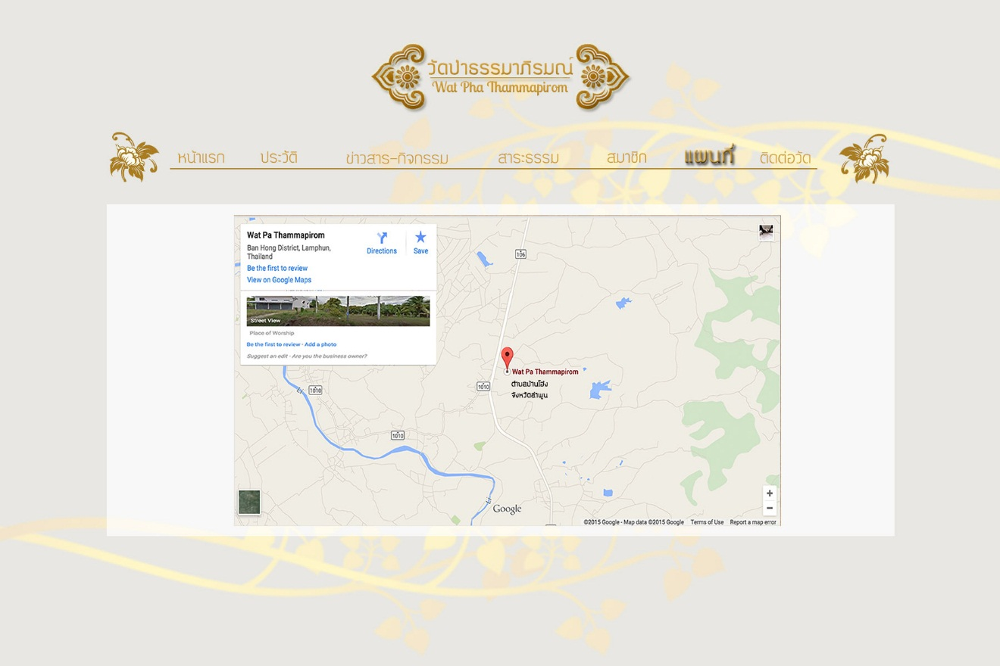 วัดป่าธรรมาภิรมณ์
Wat Pha Thammapirom
หน้าแรก ประวัติ ข่าวสาร-กิจกรรม สาระธรรม สมาชิก แผนที่ ติดต่อวัด
Wat Pa Thammapirom
Ban Hong District, Lamphun,
Thailand
Directions Save
Be the first to review
View on Google Maps
Street View
Place of Worship
Be the first to review · Add a photo
Suggest an edit · Are you the business owner?
106
Wat Pa Thammapirom
ตำบลบ้านโฮ่ง
จังหวัดลำพูน
1010
1010
1010
Li
Li
Google
+
−
©2015 Google - Map data ©2015 Google Terms of Use Report a map error